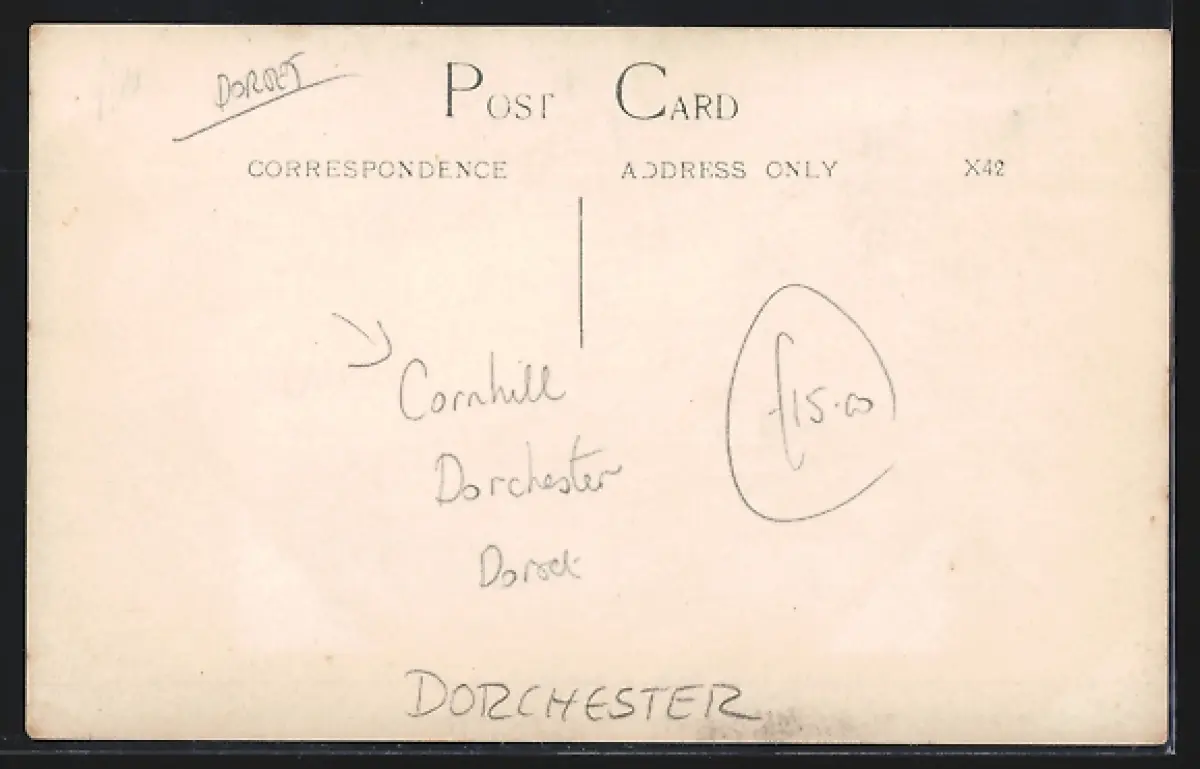 DORSET
POST CARD
CORRESPONDENCE ADDRESS ONLY X42
Cornhill
Dorchester
Dorset
£15.00
DORCHESTER